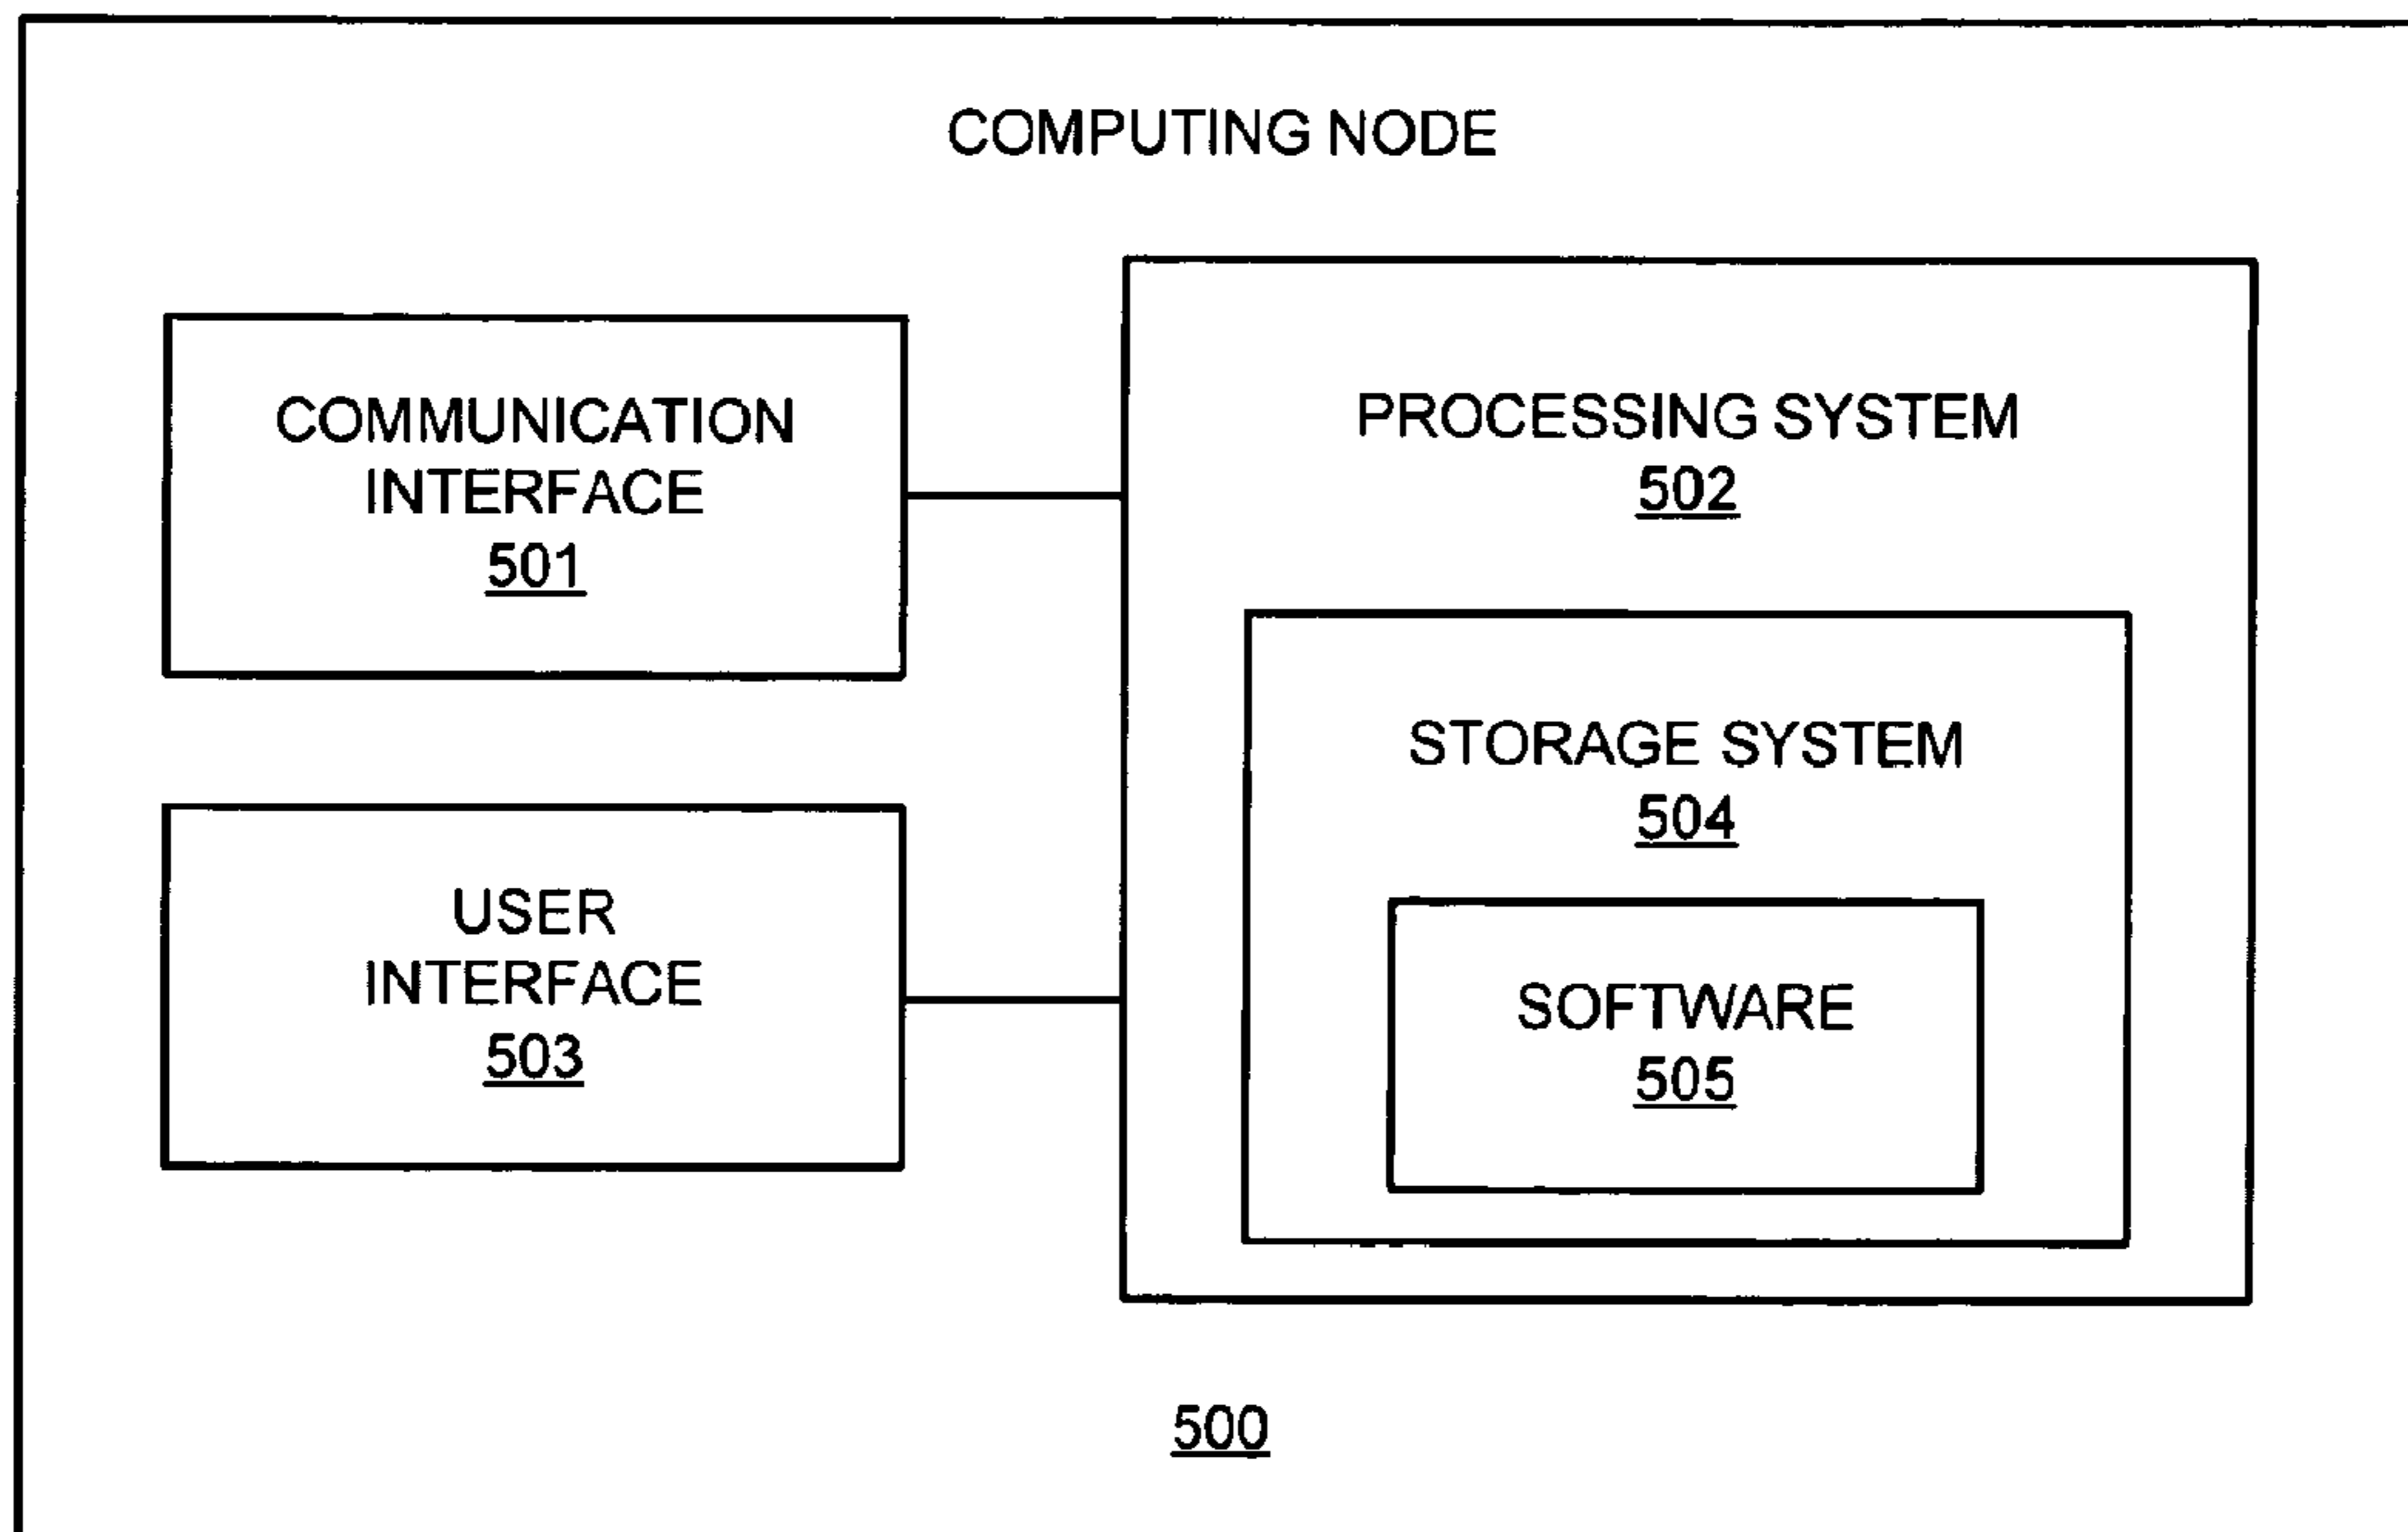 COMPUTING NODE
COMMUNICATION
INTERFACE
501
PROCESSING SYSTEM
502
USER
INTERFACE
503
STORAGE SYSTEM
504
SOFTWARE
505
500